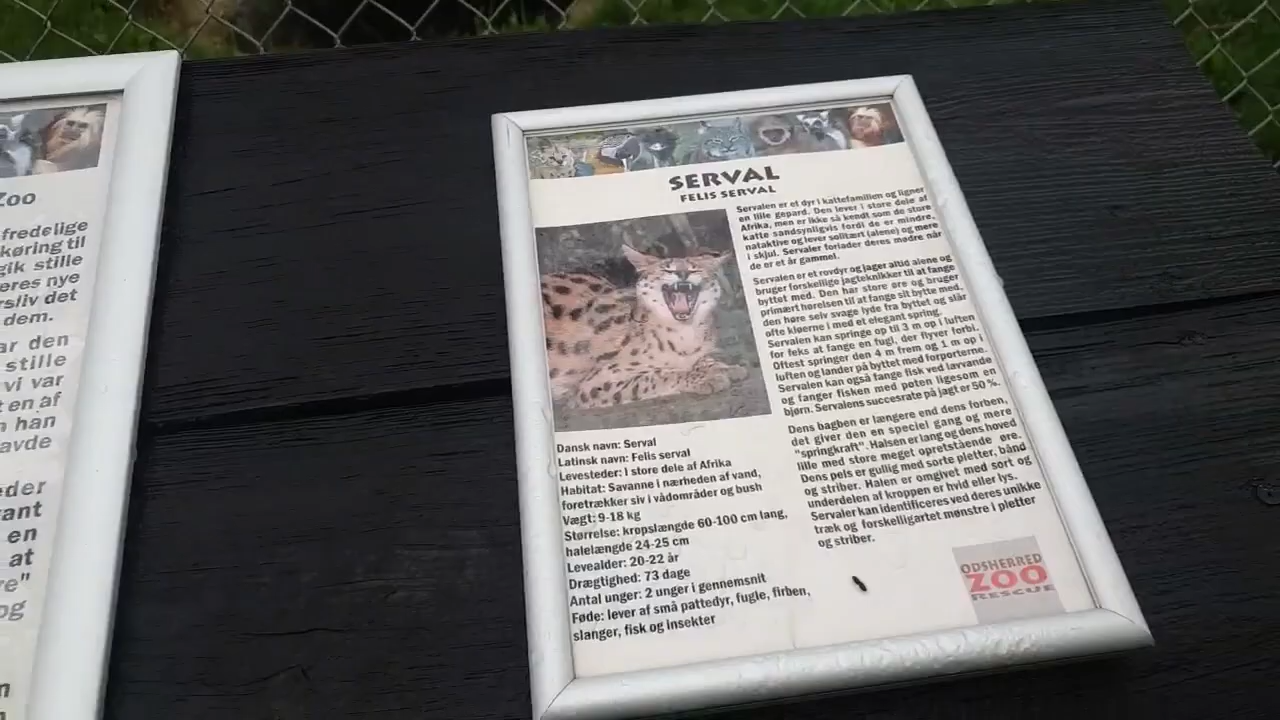 Zoo
fredelige
køring til
gik stille
eres nye
rsliv det
dem.
ar den
stille
vi var
t en af
n han
avde
eder
ant
en
at
re"
og
n
SERVAL
FELIS SERVAL
Servalen er et dyr i kattefamilien og ligner
en lille gepard. Den lever i store dele af
Afrika, men er ikke så kendt som de store
katte sandsynligvis fordi de er mindre,
nataktive og lever solitært (alene) og mere
i skjul. Servaler forlader deres mødre når
de er et år gammel.
Servalen er et rovdyr og jager altid alene og
bruger forskellige jagteknikker til at fange
byttet med. Den har store øre og bruger
primært hørelsen til at fange sit bytte med,
den høre selv svage lyde fra byttet og slår
ofte kløerne i med et elegant spring.
Servalen kan springe op til 3 m op i luften
for feks at fange en fugl, der flyver forbi.
Oftest springer den 4 m frem og 1 m op i
luften og lander på byttet med forpoterne.
Servalen kan også fange fisk ved lavvande
og fanger fisken med poten ligesom en
bjørn. Servalens succesrate på jagt er 50 %.
Dens bagben er længere end dens forben,
det giver den en speciel gang og mere
"springkraft". Halsen er lang og dens hoved
lille med store meget opretstående øre.
Dens pels er gullig med sorte pletter, bånd
og striber. Halen er omgivet med sort og
underdelen af kroppen er hvid eller lys.
Servaler kan identificeres ved deres unikke
træk og forskelligartet mønstre i pletter
og striber.
Dansk navn: Serval
Latinsk navn: Felis serval
Levesteder: I store dele af Afrika
Habitat: Savanne i nærheden af vand,
foretrækker siv i vådområder og bush
Vægt: 9-18 kg
Størrelse: kropslængde 60-100 cm lang,
halelængde 24-25 cm
Levealder: 20-22 år
Drægtighed: 73 dage
Antal unger: 2 unger i gennemsnit
Føde: lever af små pattedyr, fugle, firben,
slanger, fisk og insekter
ODSHERRED
ZOO
RESCUE